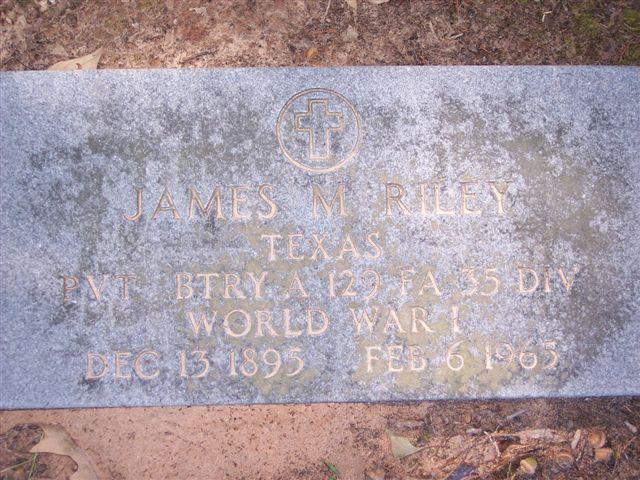 JAMES M RILEY
TEXAS
PVT BTRY A 129 FA 35 DIV
WORLD WAR I
DEC 13 1895 FEB 6 1965